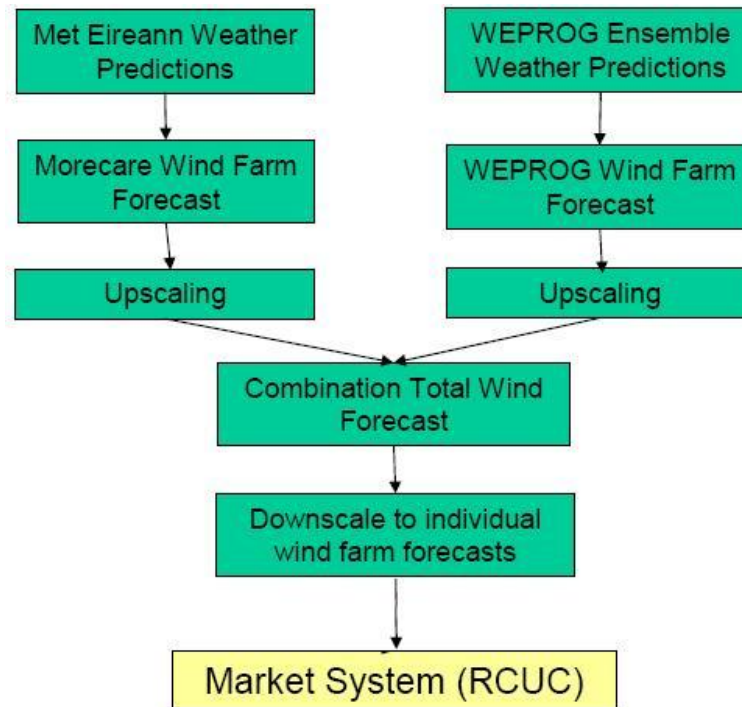 Met Eireann Weather
Predictions
WEPROG Ensemble
Weather Predictions
Morecare Wind Farm
Forecast
WEPROG Wind Farm
Forecast
Upscaling
Upscaling
Combination Total Wind
Forecast
Downscale to individual
wind farm forecasts
Market System (RCUC)